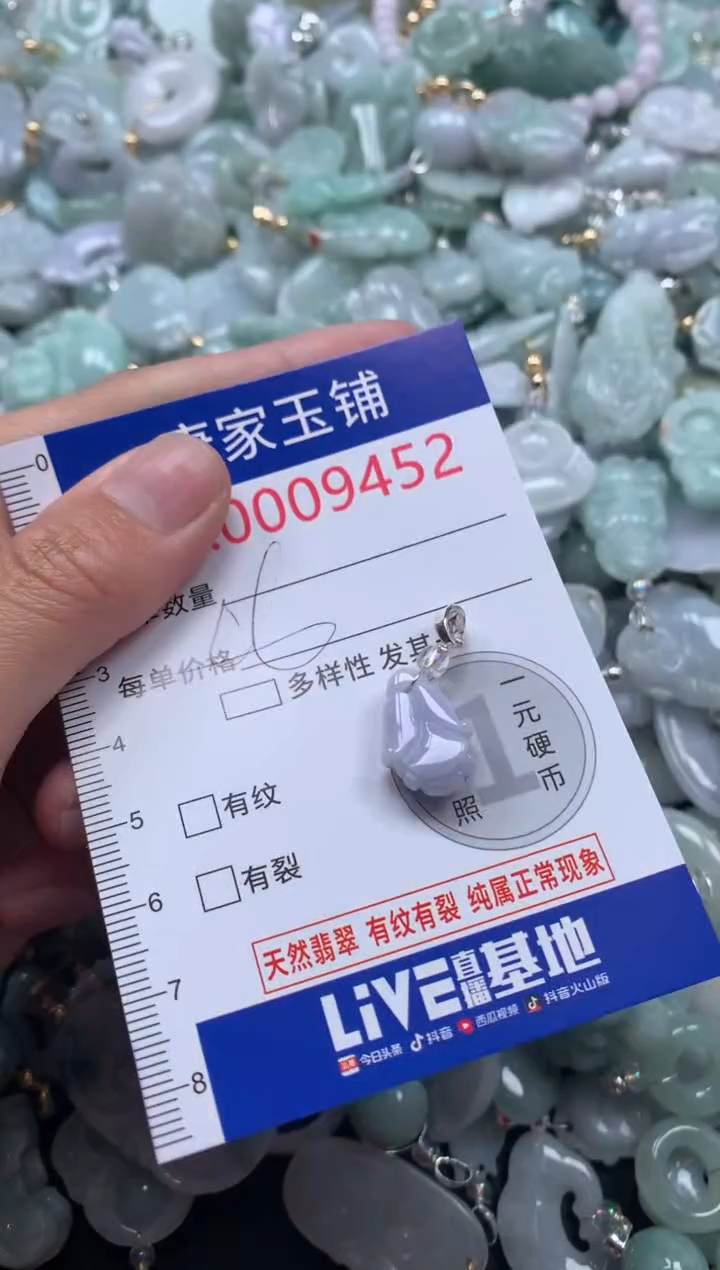 家玉铺
0009452
数量
每单价格
多样性 发基
一元硬币
照
有纹
有裂
天然翡翠 有纹有裂 纯属正常现象
LiVE直播基地
今日头条 抖音 西瓜视频 抖音火山版
0
3
4
5
6
7
8
1